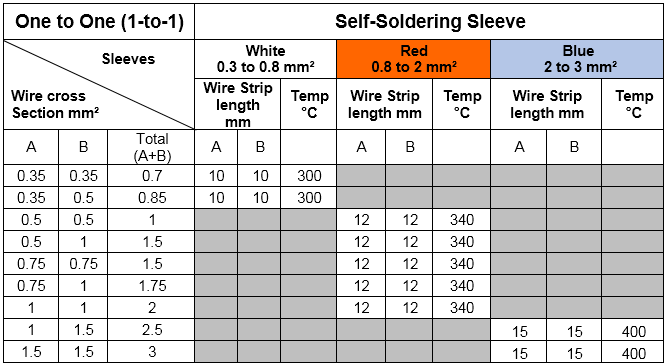 One to One (1-to-1) Self-Soldering Sleeve
Sleeves
Wire cross
Section mm²
White
0.3 to 0.8 mm²
Red
0.8 to 2 mm²
Blue
2 to 3 mm²
Wire Strip
length
mm
Temp
°C
Wire Strip
length mm
Temp
°C
Wire Strip
length mm
Temp
°C
A B Total
(A+B)
A B A B A B
0.35 0.35 0.7 10 10 300
0.35 0.5 0.85 10 10 300
0.5 0.5 1 12 12 340
0.5 1 1.5 12 12 340
0.75 0.75 1.5 12 12 340
0.75 1 1.75 12 12 340
1 1 2 12 12 340
1 1.5 2.5 15 15 400
1.5 1.5 3 15 15 400